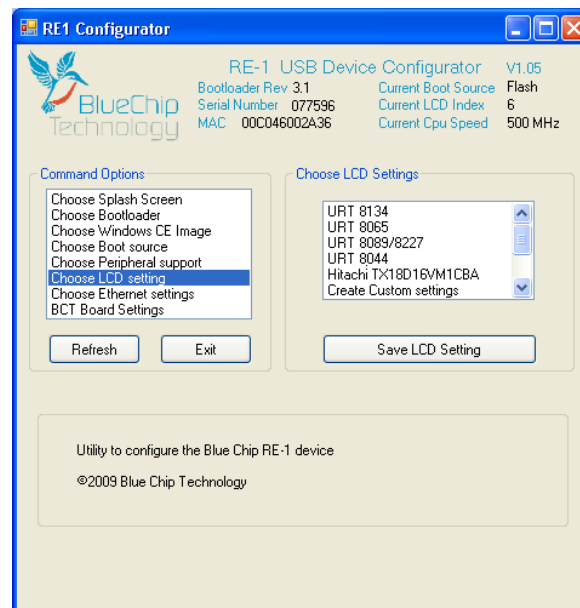 RE1 Configurator
BlueChip
Technology
RE-1 USB Device Configurator V1.05
Bootloader Rev 3.1 Current Boot Source Flash
Serial Number 077596 Current LCD Index 6
MAC 00C046002A36 Current Cpu Speed 500 MHz
Command Options
Choose Splash Screen
Choose Bootloader
Choose Windows CE Image
Choose Boot source
Choose Peripheral support
Choose LCD setting
Choose Ethernet settings
BCT Board Settings
Refresh Exit
Choose LCD Settings
URT 8134
URT 8065
URT 8089/8227
URT 8044
Hitachi TX18D16VM1CBA
Create Custom settings
Save LCD Setting
Utility to configure the Blue Chip RE-1 device
©2009 Blue Chip Technology